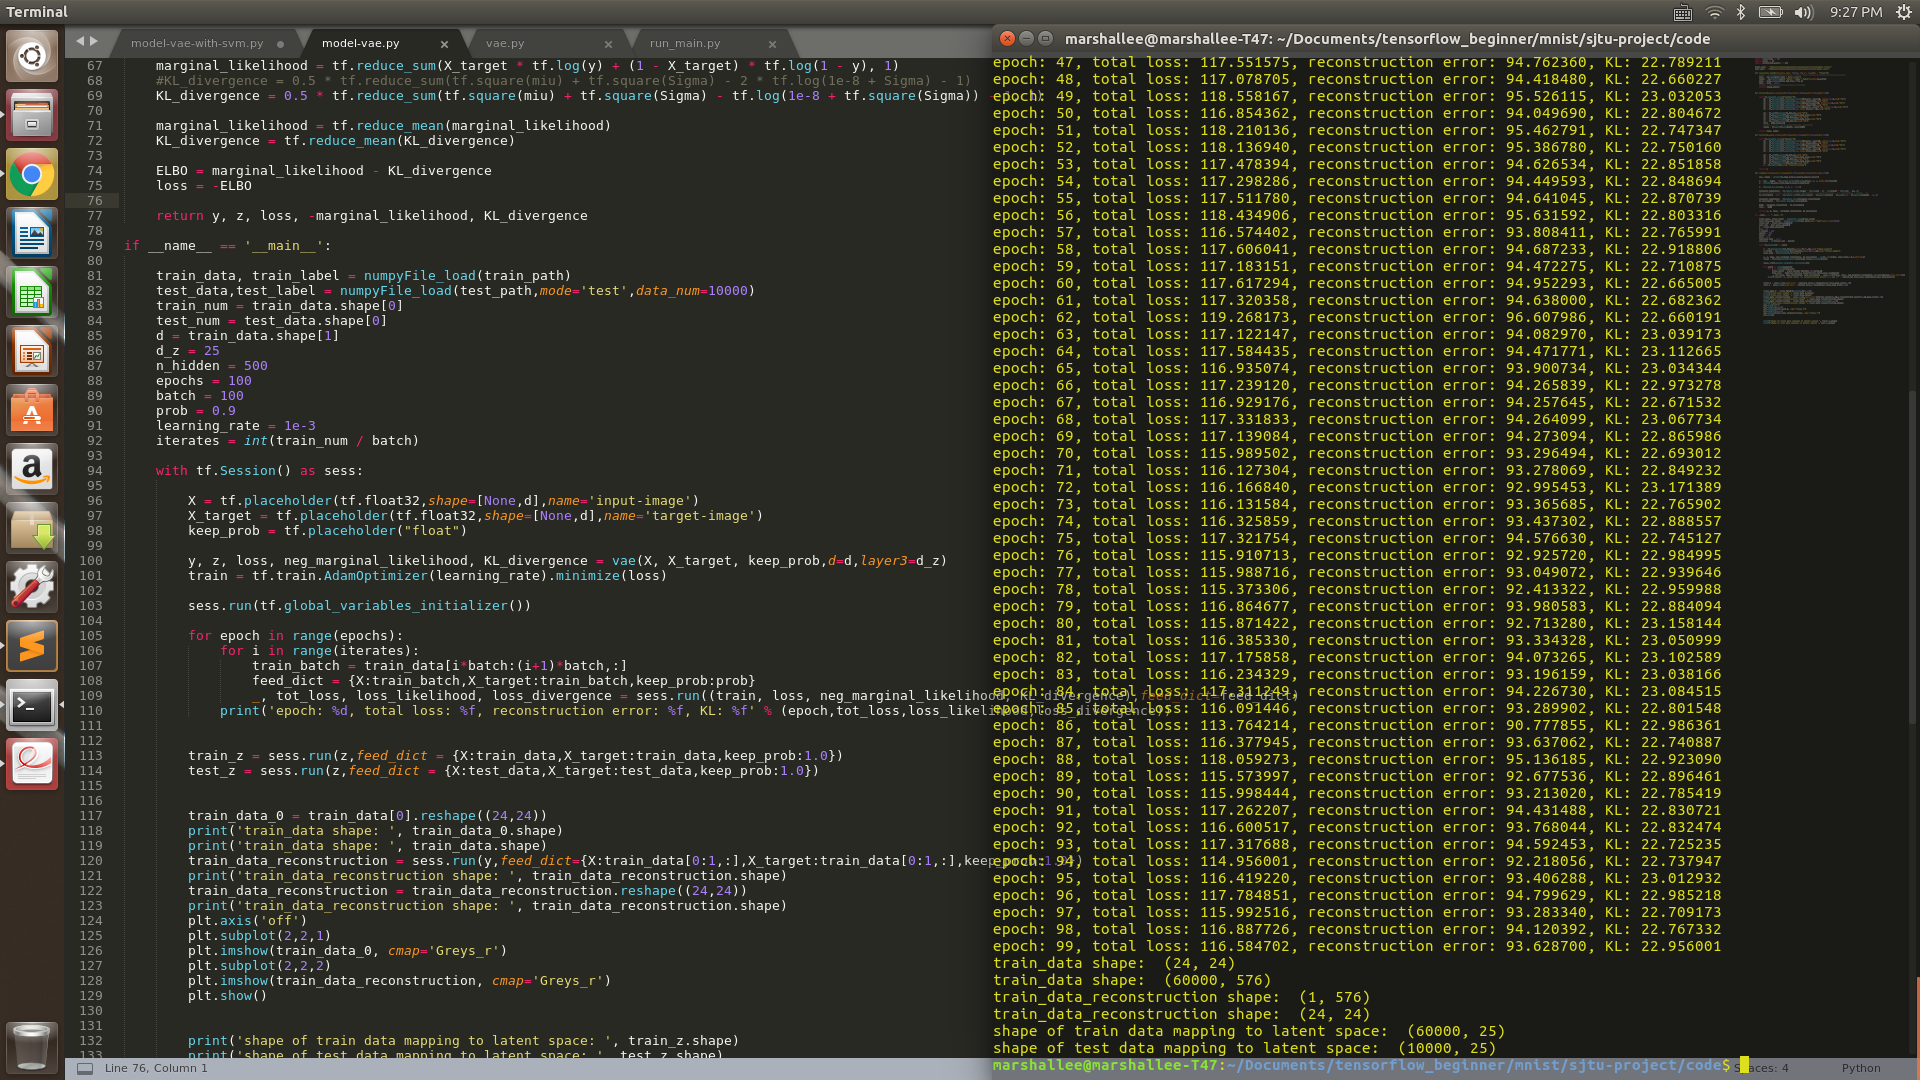 Terminal
9:27 PM
model-vae-with-svm.py
model-vae.py
vae.py
run_main.py
67 marginal_likelihood = tf.reduce_sum(X_target * tf.log(y) + (1 - X_target) * tf.log(1 - y), 1)
68 #KL_divergence = 0.5 * tf.reduce_sum(tf.square(miu) + tf.square(Sigma) - 2 * tf.log(1e-8 + Sigma) - 1)
69 KL_divergence = 0.5 * tf.reduce_sum(tf.square(miu) + tf.square(Sigma) - tf.log(1e-8 + tf.square(Sigma))
70
71 marginal_likelihood = tf.reduce_mean(marginal_likelihood)
72 KL_divergence = tf.reduce_mean(KL_divergence)
73
74 ELBO = marginal_likelihood - KL_divergence
75 loss = -ELBO
76
77 return y, z, loss, -marginal_likelihood, KL_divergence
78
79 if __name__ == '__main__':
80
81 train_data, train_label = numpyFile_load(train_path)
82 test_data,test_label = numpyFile_load(test_path,mode='test',data_num=10000)
83 train_num = train_data.shape[0]
84 test_num = test_data.shape[0]
85 d = train_data.shape[1]
86 d_z = 25
87 n_hidden = 500
88 epochs = 100
89 batch = 100
90 prob = 0.9
91 learning_rate = 1e-3
92 iterates = int(train_num / batch)
93
94 with tf.Session() as sess:
95
96 X = tf.placeholder(tf.float32,shape=[None,d],name='input-image')
97 X_target = tf.placeholder(tf.float32,shape=[None,d],name='target-image')
98 keep_prob = tf.placeholder("float")
99
100 y, z, loss, neg_marginal_likelihood, KL_divergence = vae(X, X_target, keep_prob,d=d,layer3=d_z)
101 train = tf.train.AdamOptimizer(learning_rate).minimize(loss)
102
103 sess.run(tf.global_variables_initializer())
104
105 for epoch in range(epochs):
106 for i in range(iterates):
107 train_batch = train_data[i*batch:(i+1)*batch,:]
108 feed_dict = {X:train_batch,X_target:train_batch,keep_prob:prob}
109 _, tot_loss, loss_likelihood, loss_divergence = sess.run((train, loss, neg_marginal_likelihood, KL_divergence),feed_dict=feed_dict)
110 print('epoch: %d, total loss: %f, reconstruction error: %f, KL: %f' % (epoch,tot_loss,loss_likelihood,loss_divergence))
111
112
113 train_z = sess.run(z,feed_dict = {X:train_data,X_target:train_data,keep_prob:1.0})
114 test_z = sess.run(z,feed_dict = {X:test_data,X_target:test_data,keep_prob:1.0})
115
116
117 train_data_0 = train_data[0].reshape((24,24))
118 print('train_data shape: ', train_data_0.shape)
119 print('train_data shape: ', train_data.shape)
120 train_data_reconstruction = sess.run(y,feed_dict={X:train_data[0:1,:],X_target:train_data[0:1,:],keep_prob:1.0})
121 print('train_data_reconstruction shape: ', train_data_reconstruction.shape)
122 train_data_reconstruction = train_data_reconstruction.reshape((24,24))
123 print('train_data_reconstruction shape: ', train_data_reconstruction.shape)
124 plt.axis('off')
125 plt.subplot(2,2,1)
126 plt.imshow(train_data_0, cmap='Greys_r')
127 plt.subplot(2,2,2)
128 plt.imshow(train_data_reconstruction, cmap='Greys_r')
129 plt.show()
130
131
132 print('shape of train data mapping to latent space: ', train_z.shape)
133 print('shape of test data mapping to latent space: ', test_z.shape)
Line 76, Column 1
marshallee@marshallee-T47: ~/Documents/tensorflow_beginner/mnist/sjtu-project/code
epoch: 47, total loss: 117.551575, reconstruction error: 94.762360, KL: 22.789211
epoch: 48, total loss: 117.078705, reconstruction error: 94.418480, KL: 22.660227
epoch: 49, total loss: 118.558167, reconstruction error: 95.526115, KL: 23.032053
epoch: 50, total loss: 116.854362, reconstruction error: 94.049690, KL: 22.804672
epoch: 51, total loss: 118.210136, reconstruction error: 95.462791, KL: 22.747347
epoch: 52, total loss: 118.136940, reconstruction error: 95.386780, KL: 22.750160
epoch: 53, total loss: 117.478394, reconstruction error: 94.626534, KL: 22.851858
epoch: 54, total loss: 117.298286, reconstruction error: 94.449593, KL: 22.848694
epoch: 55, total loss: 117.511780, reconstruction error: 94.641045, KL: 22.870739
epoch: 56, total loss: 118.434906, reconstruction error: 95.631592, KL: 22.803316
epoch: 57, total loss: 116.574402, reconstruction error: 93.808411, KL: 22.765991
epoch: 58, total loss: 117.606041, reconstruction error: 94.687233, KL: 22.918806
epoch: 59, total loss: 117.183151, reconstruction error: 94.472275, KL: 22.710875
epoch: 60, total loss: 117.617294, reconstruction error: 94.952293, KL: 22.665005
epoch: 61, total loss: 117.320358, reconstruction error: 94.638000, KL: 22.682362
epoch: 62, total loss: 119.268173, reconstruction error: 96.607986, KL: 22.660191
epoch: 63, total loss: 117.122147, reconstruction error: 94.082970, KL: 23.039173
epoch: 64, total loss: 117.584435, reconstruction error: 94.471771, KL: 23.112665
epoch: 65, total loss: 116.935074, reconstruction error: 93.900734, KL: 23.034344
epoch: 66, total loss: 117.239120, reconstruction error: 94.265839, KL: 22.973278
epoch: 67, total loss: 116.929176, reconstruction error: 94.257645, KL: 22.671532
epoch: 68, total loss: 117.331833, reconstruction error: 94.264099, KL: 23.067734
epoch: 69, total loss: 117.139084, reconstruction error: 94.273094, KL: 22.865986
epoch: 70, total loss: 115.989502, reconstruction error: 93.296494, KL: 22.693012
epoch: 71, total loss: 116.127304, reconstruction error: 93.278069, KL: 22.849232
epoch: 72, total loss: 116.166840, reconstruction error: 92.995453, KL: 23.171389
epoch: 73, total loss: 116.131584, reconstruction error: 93.365685, KL: 22.765902
epoch: 74, total loss: 116.325859, reconstruction error: 93.437302, KL: 22.888557
epoch: 75, total loss: 117.321754, reconstruction error: 94.576630, KL: 22.745127
epoch: 76, total loss: 115.910713, reconstruction error: 92.925720, KL: 22.984995
epoch: 77, total loss: 115.988716, reconstruction error: 93.049072, KL: 22.939646
epoch: 78, total loss: 115.373306, reconstruction error: 92.413322, KL: 22.959988
epoch: 79, total loss: 116.864677, reconstruction error: 93.980583, KL: 22.884094
epoch: 80, total loss: 115.871422, reconstruction error: 92.713280, KL: 23.158144
epoch: 81, total loss: 116.385330, reconstruction error: 93.334328, KL: 23.050999
epoch: 82, total loss: 117.175858, reconstruction error: 94.073265, KL: 23.102589
epoch: 83, total loss: 116.234329, reconstruction error: 93.196159, KL: 23.038166
epoch: 84, total loss: 117.311249, reconstruction error: 94.226730, KL: 23.084515
epoch: 85, total loss: 116.091446, reconstruction error: 93.289902, KL: 22.801548
epoch: 86, total loss: 113.764214, reconstruction error: 90.777855, KL: 22.986361
epoch: 87, total loss: 116.377945, reconstruction error: 93.637062, KL: 22.740887
epoch: 88, total loss: 118.059273, reconstruction error: 95.136185, KL: 22.923090
epoch: 89, total loss: 115.573997, reconstruction error: 92.677536, KL: 22.896461
epoch: 90, total loss: 115.998444, reconstruction error: 93.213020, KL: 22.785419
epoch: 91, total loss: 117.262207, reconstruction error: 94.431488, KL: 22.830721
epoch: 92, total loss: 116.600517, reconstruction error: 93.768044, KL: 22.832474
epoch: 93, total loss: 117.317688, reconstruction error: 94.592453, KL: 22.725235
epoch: 94, total loss: 114.956001, reconstruction error: 92.218056, KL: 22.737947
epoch: 95, total loss: 116.419220, reconstruction error: 93.406288, KL: 23.012932
epoch: 96, total loss: 117.784851, reconstruction error: 94.799629, KL: 22.985218
epoch: 97, total loss: 115.992516, reconstruction error: 93.283340, KL: 22.709173
epoch: 98, total loss: 116.887726, reconstruction error: 94.120392, KL: 22.767332
epoch: 99, total loss: 116.584702, reconstruction error: 93.628700, KL: 22.956001
train_data shape:  (24, 24)
train_data shape:  (60000, 576)
train_data_reconstruction shape:  (1, 576)
train_data_reconstruction shape:  (24, 24)
shape of train data mapping to latent space:  (60000, 25)
shape of test data mapping to latent space:  (10000, 25)
marshallee@marshallee-T47:~/Documents/tensorflow_beginner/mnist/sjtu-project/code$
Spaces: 4
Python